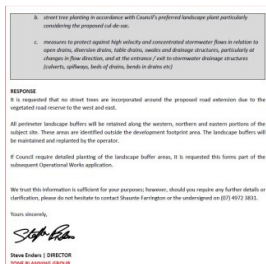 b. street tree planting in accordance with Council's preferred landscape plan particularly
considering the proposed cul-de-sac.
c. measures to protect against high velocity and concentrated stormwater flows in relation to
open drains, diversion drains, table drains, swales and drainage structures, particularly at
changes in flow direction, and at the entrance / exit to stormwater drainage structures
(culverts, spillways, beds of drains, bends in drains etc)
RESPONSE
It is requested that no street trees are incorporated around the proposed road extension due to the
vegetated road reserve to the west and east.
All perimeter landscape buffers will be retained along the western, northern and eastern portions of the
subject site. These areas are identified outside the development footprint area. The landscape buffers will
be maintained and replanted by the operator.
If Council require detailed planting of the landscape buffer areas, it is requested this forms part of the
subsequent Operational Works application.
We trust this information is sufficient for your purposes; however, should you require any further details or
clarification, please do not hesitate to contact Shaunte Farrington or the undersigned on (07) 4972 3831.
Yours sincerely,
Steve Enders | DIRECTOR
ZONE PLANNING GROUP